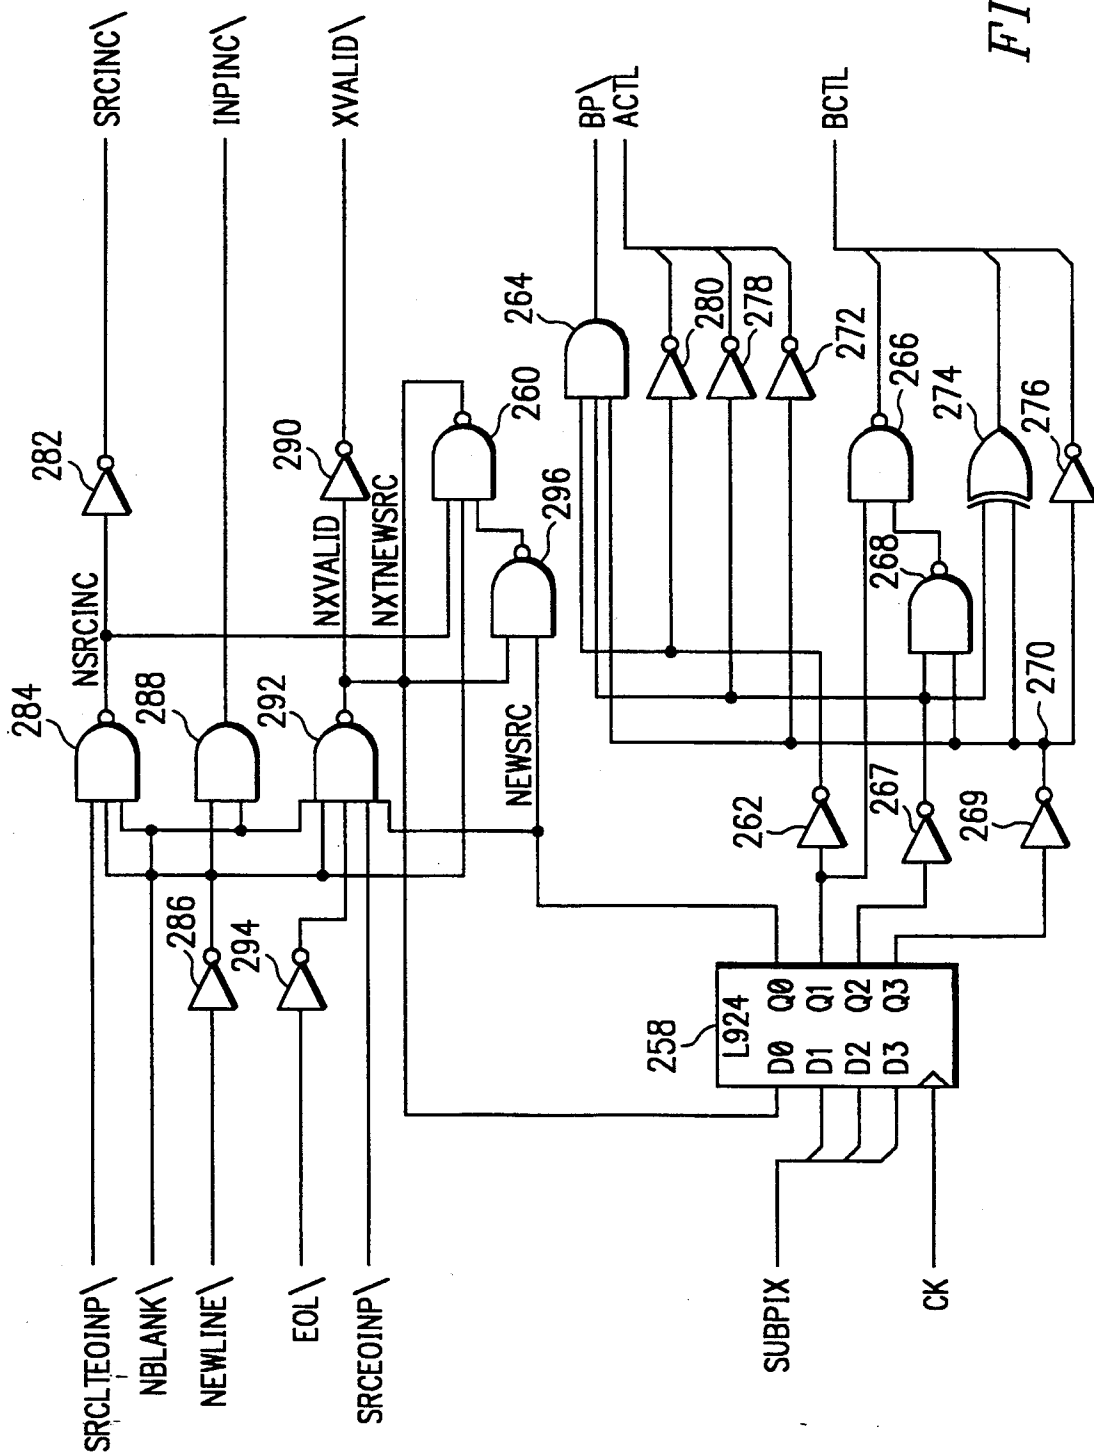 SRCINC\
INPINC\
XVALID\
BP\
ACTL
BCTL
FI
282
290
264
280
278
272
266
274
276
260
296
268
270
NSRCINC
NXVALID
NXTNEWSRC
NEWSRC
284
288
292
286
294
262
267
269
258
L924
D0 Q0
D1 Q1
D2 Q2
D3 Q3
SRCLTEOINP\
NBLANK\
NEWLINE\
EOL\
SRCEOINP\
SUBPIX
CK